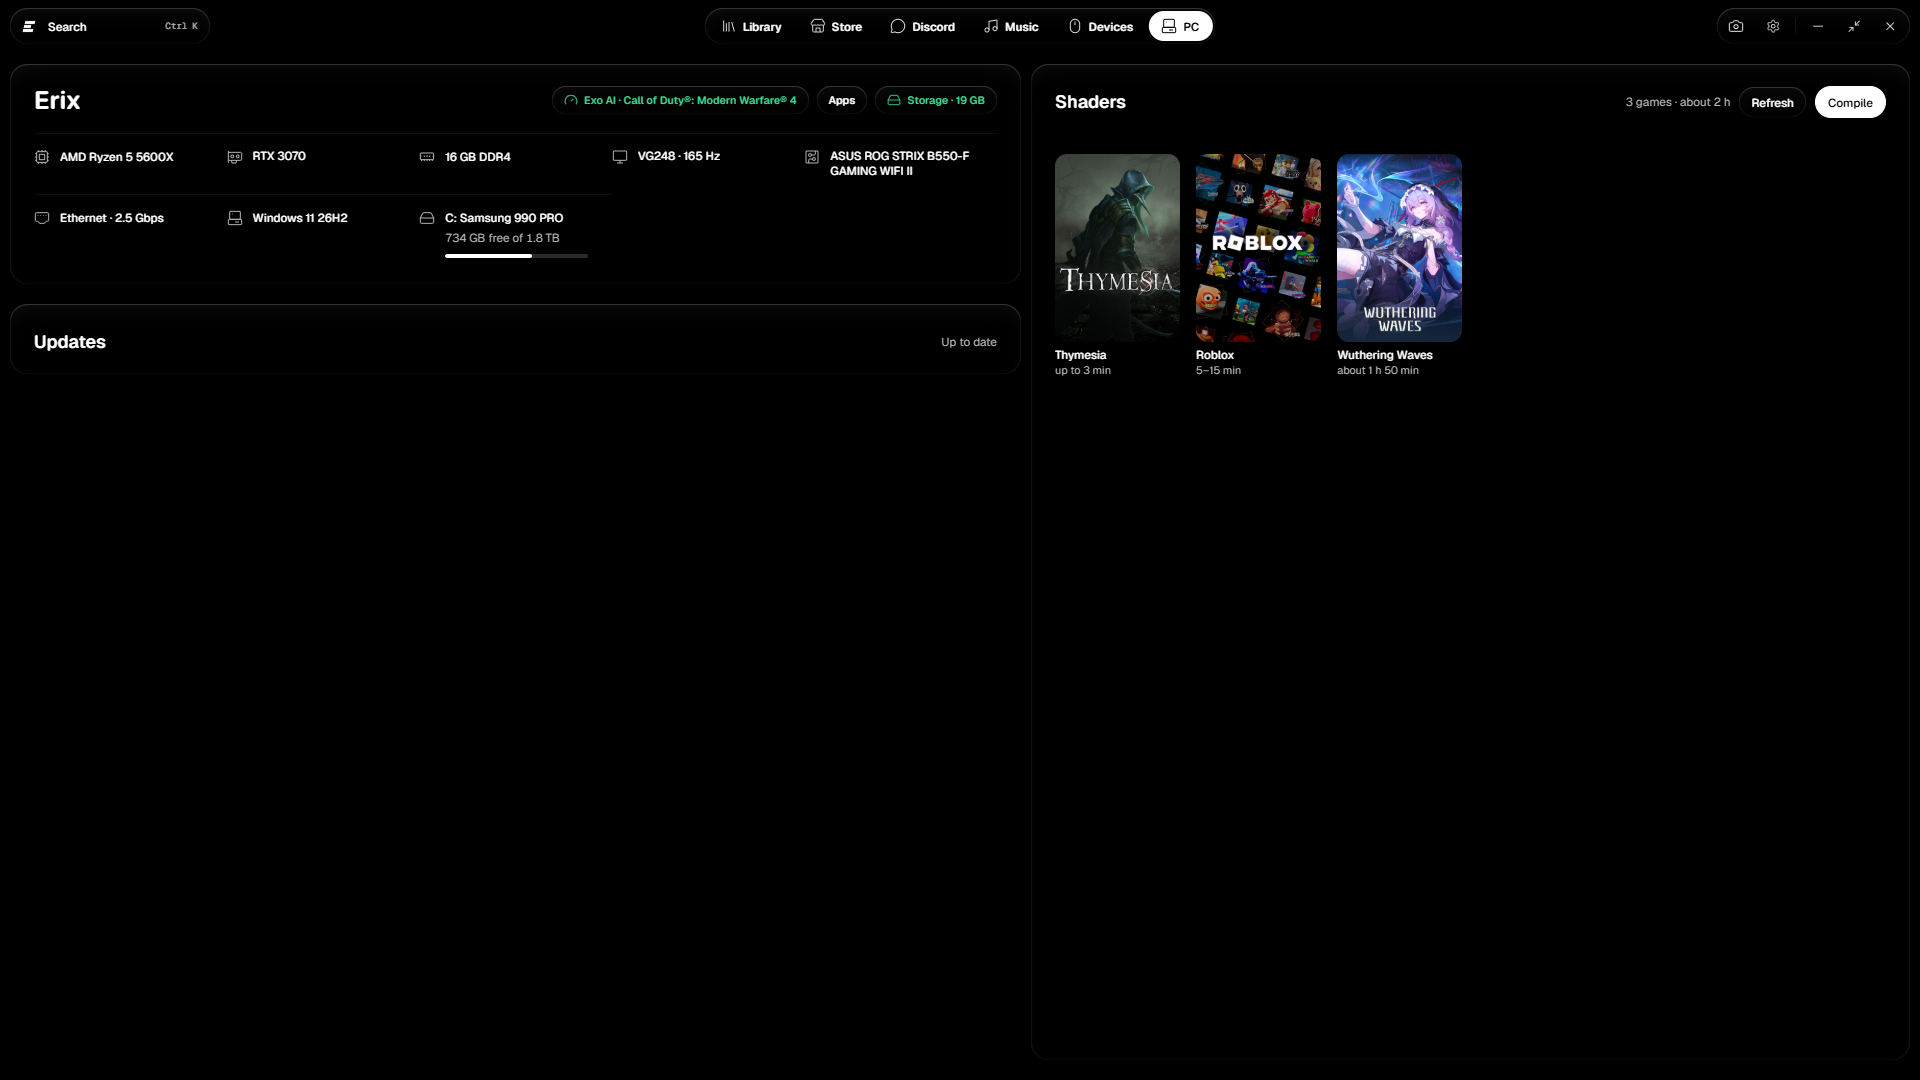 Search
Ctrl K
Library
Store
Discord
Music
Devices
PC
Erix
Exo AI · Call of Duty®: Modern Warfare® 4
Apps
Storage · 19 GB
AMD Ryzen 5 5600X
RTX 3070
16 GB DDR4
VG248 · 165 Hz
ASUS ROG STRIX B550-F
GAMING WIFI II
Ethernet · 2.5 Gbps
Windows 11 26H2
C: Samsung 990 PRO
734 GB free of 1.8 TB
Updates
Up to date
Shaders
3 games · about 2 h
Refresh
Compile
THYMESIA
ROBLOX
WUTHERING
WAVES
Thymesia
up to 3 min
Roblox
5–15 min
Wuthering Waves
about 1 h 50 min